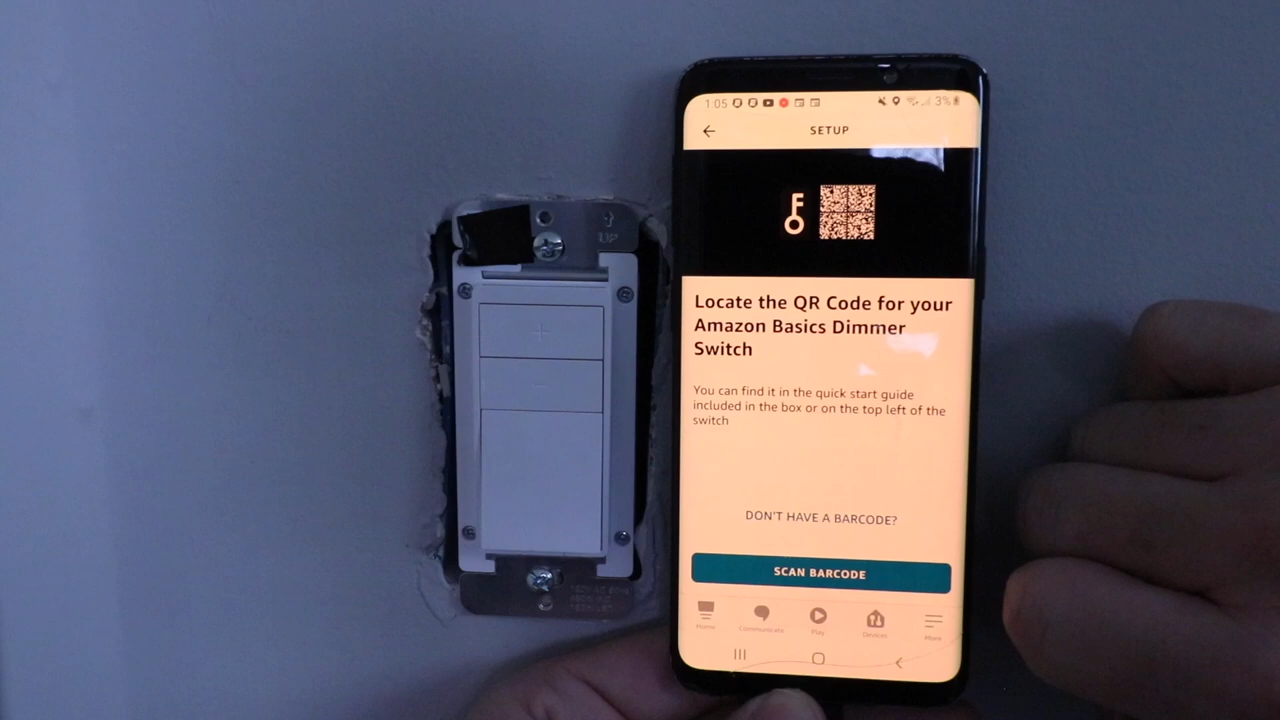 1:05
3%
SETUP
UP
Locate the QR Code for your
Amazon Basics Dimmer
Switch
You can find it in the quick start guide
included in the box or on the top left of the
switch
DON'T HAVE A BARCODE?
SCAN BARCODE
Home
Communicate
Play
Devices
More